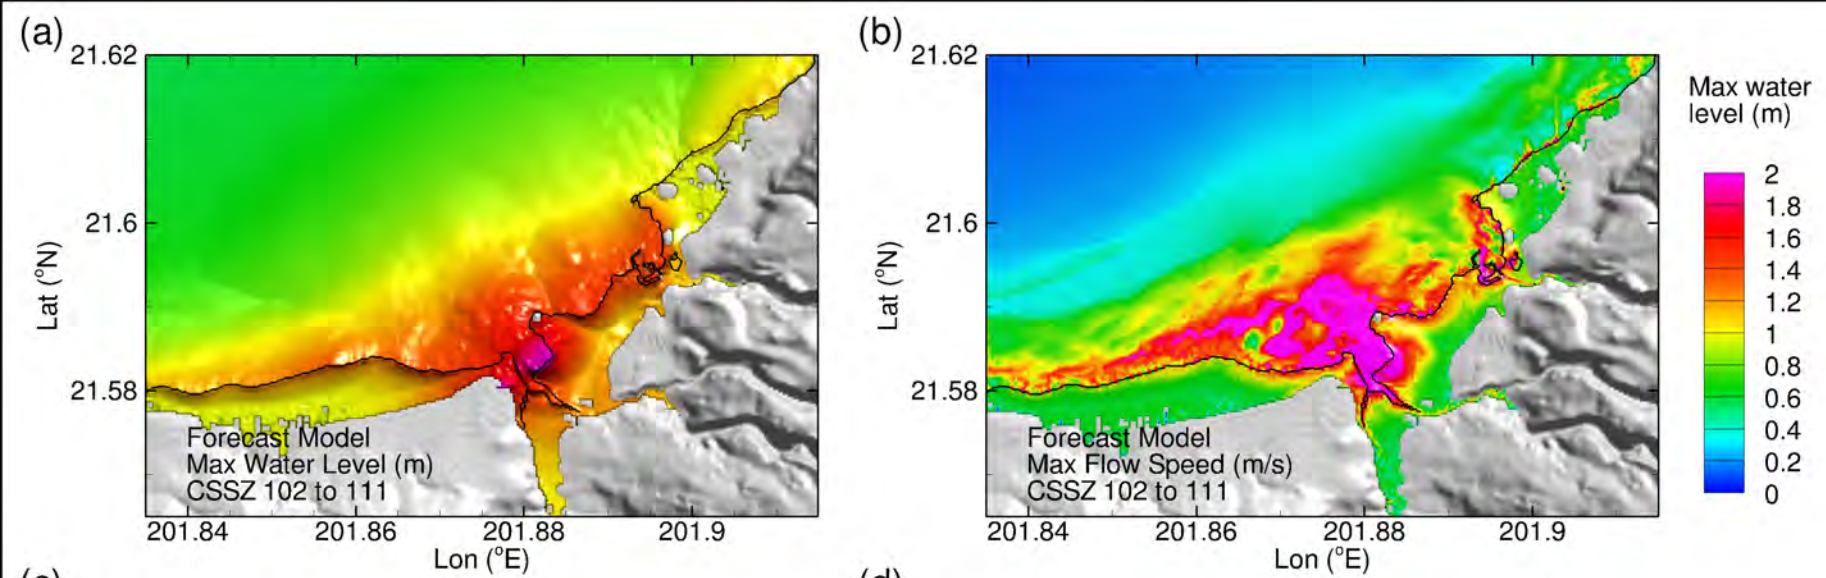 (a)
21.62
21.6
21.58
Lat (°N)
Forecast Model
Max Water Level (m)
CSSZ 102 to 111
201.84
201.86
201.88
201.9
Lon (°E)
(b)
21.62
21.6
21.58
Lat (°N)
Forecast Model
Max Flow Speed (m/s)
CSSZ 102 to 111
201.84
201.86
201.88
201.9
Lon (°E)
Max water
level (m)
2
1.8
1.6
1.4
1.2
1
0.8
0.6
0.4
0.2
0